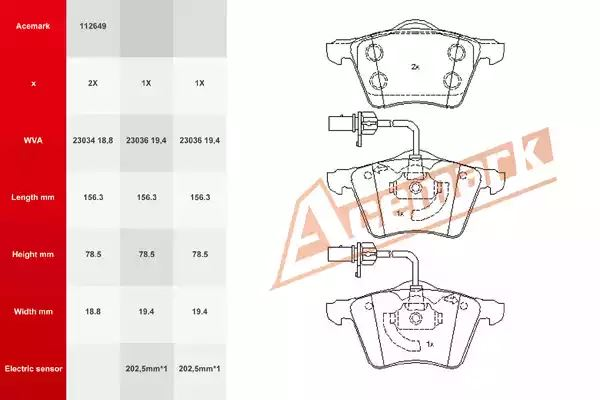 Acemark 112649
x 2X 1X 1X
WVA 23034 18,8 23036 19,4 23036 19,4
Length mm 156.3 156.3 156.3
Height mm 78.5 78.5 78.5
Width mm 18.8 19.4 19.4
Electric sensor 202,5mm*1 202,5mm*1
2x
1x
1x
Acemark